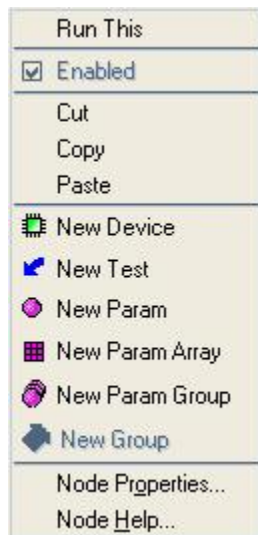 Run This
Enabled
Cut
Copy
Paste
New Device
New Test
New Param
New Param Array
New Param Group
New Group
Node Properties...
Node Help...